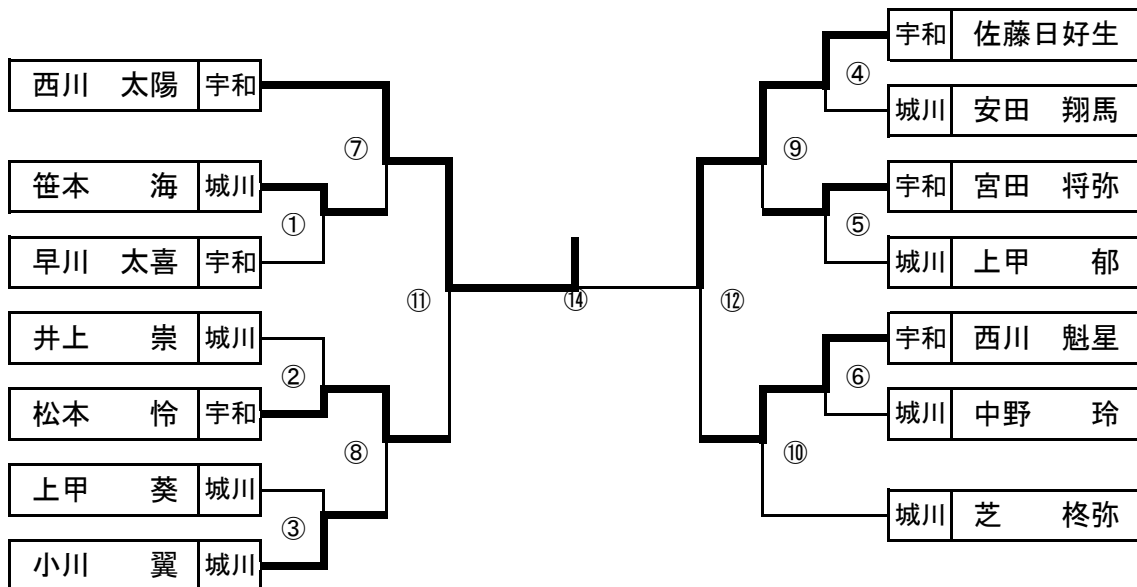 西川 太陽 宇和
⑦
笹本 海 城川
①
早川 太喜 宇和
⑪
井上 崇 城川
②
松本 怜 宇和
⑧
上甲 葵 城川
③
小川 翼 城川
⑭
宇和 佐藤日好生
④
城川 安田 翔馬
⑨
宇和 宮田 将弥
⑤
城川 上甲 郁
⑫
宇和 西川 魁星
⑥
城川 中野 玲
⑩
城川 芝 柊弥